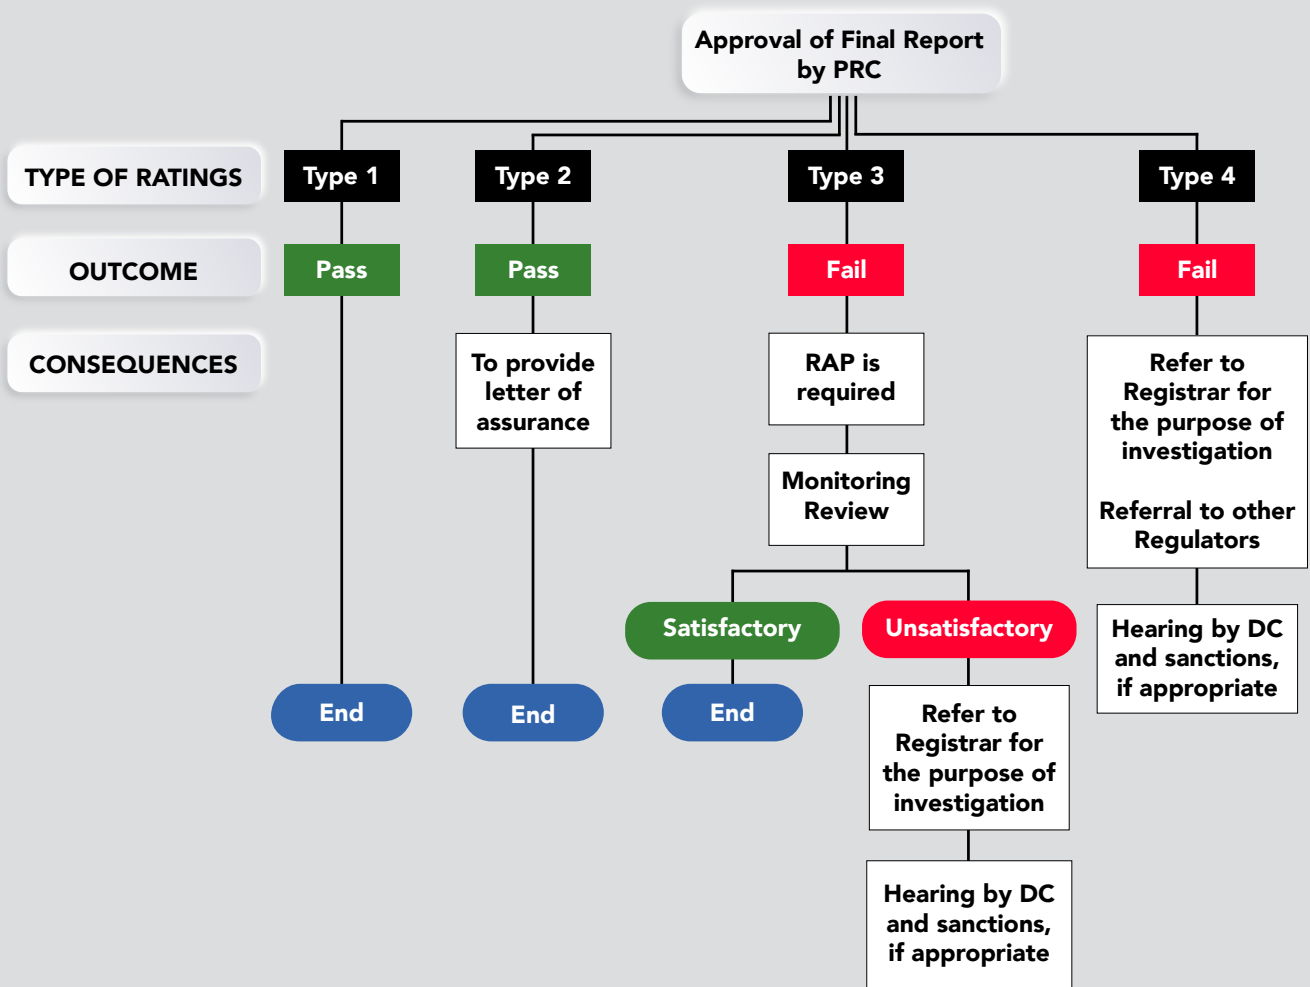 Approval of Final Report
by PRC
TYPE OF RATINGS
Type 1
Type 2
Type 3
Type 4
OUTCOME
Pass
Pass
Fail
Fail
CONSEQUENCES
To provide
letter of
assurance
RAP is
required
Refer to
Registrar for
the purpose of
investigation
Referral to other
Regulators
Monitoring
Review
Satisfactory
Unsatisfactory
Hearing by DC
and sanctions,
if appropriate
End
End
End
Refer to
Registrar for
the purpose of
investigation
Hearing by DC
and sanctions,
if appropriate